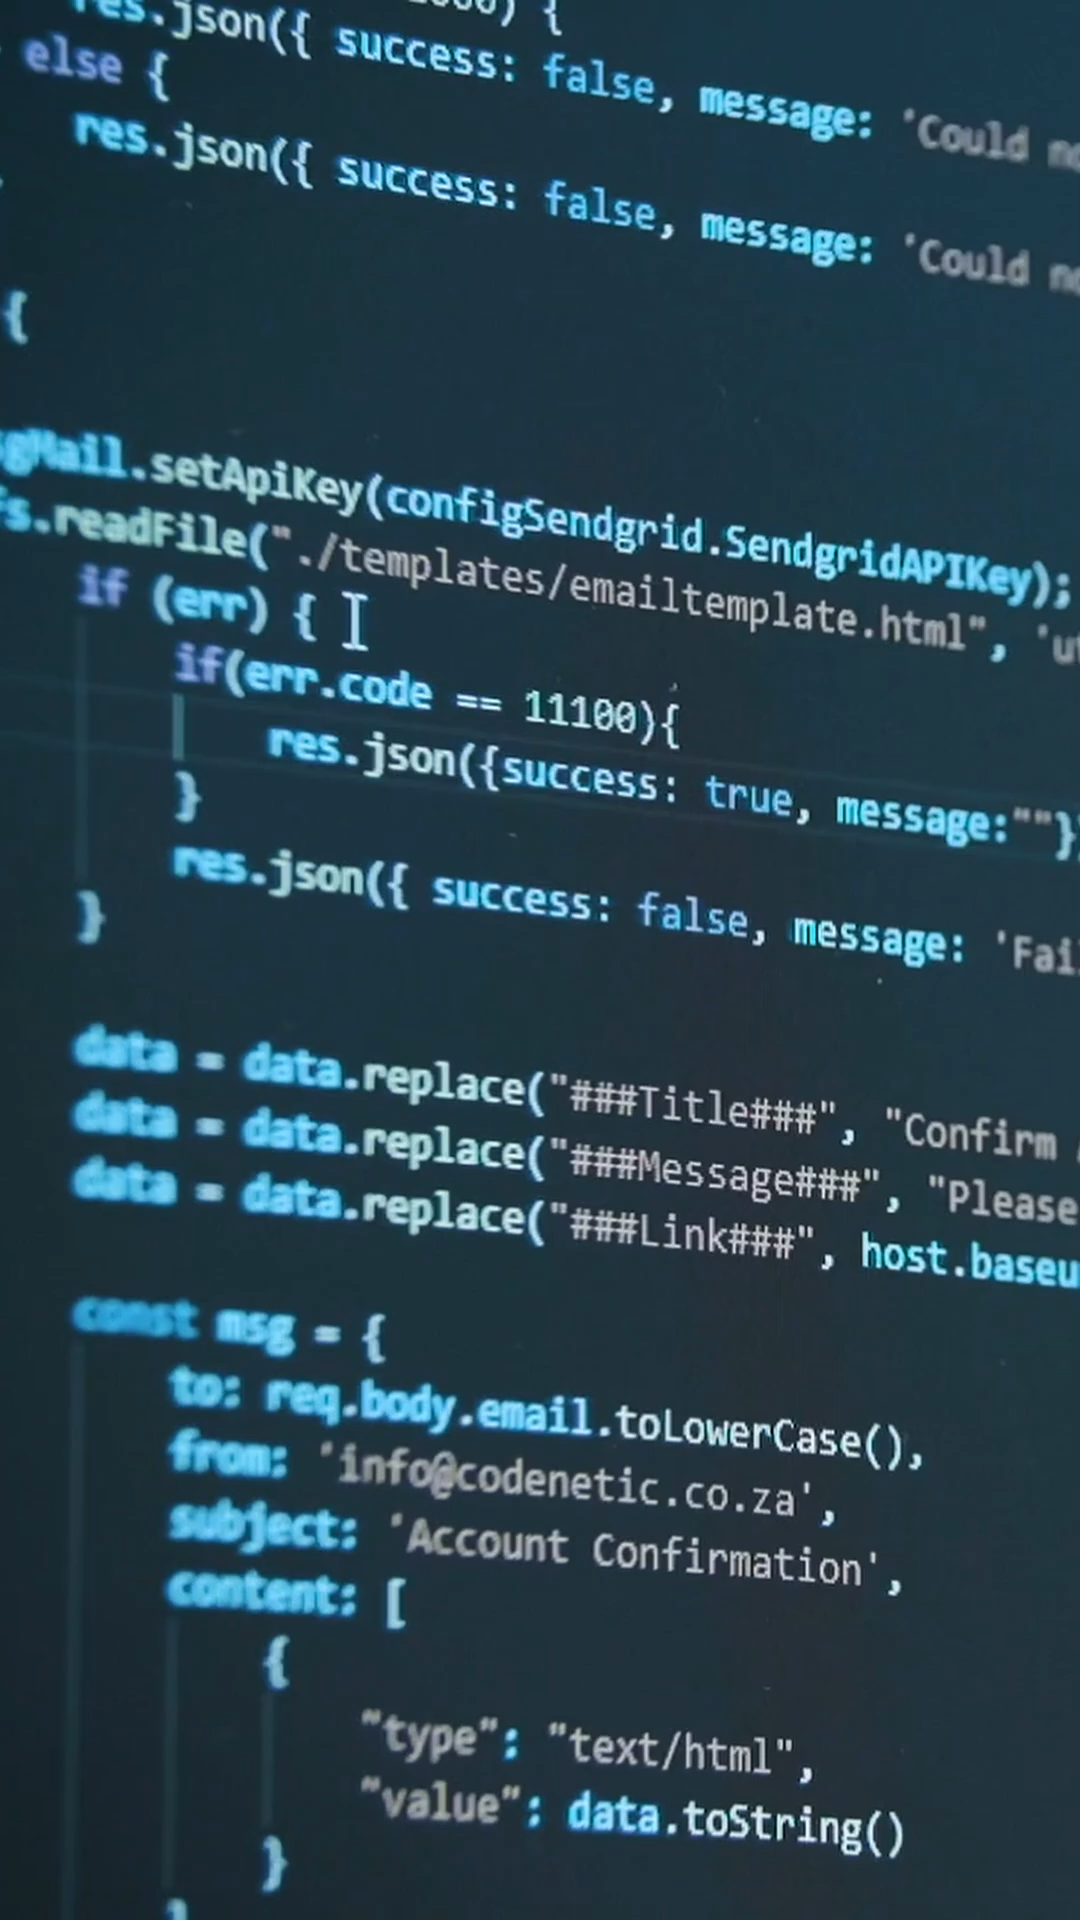 res.json({ success: false, message: 'Could
else {
res.json({ success: false, message: 'Could
{
sgMail.setApiKey(configSendgrid.SendgridAPIKey);
fs.readFile("./templates/emailtemplate.html",
if (err) {
if(err.code == 11100){
res.json({success: true, message:""}
}
res.json({ success: false, message: 'Fai
}
data = data.replace("###Title###", "Confirm
data = data.replace("###Message###", "Please
data = data.replace("###Link###", host.baseu
const msg = {
to: req.body.email.toLowerCase(),
from: 'info@codenetic.co.za',
subject: 'Account Confirmation',
content: [
{
"type": "text/html",
"value": data.toString()
}